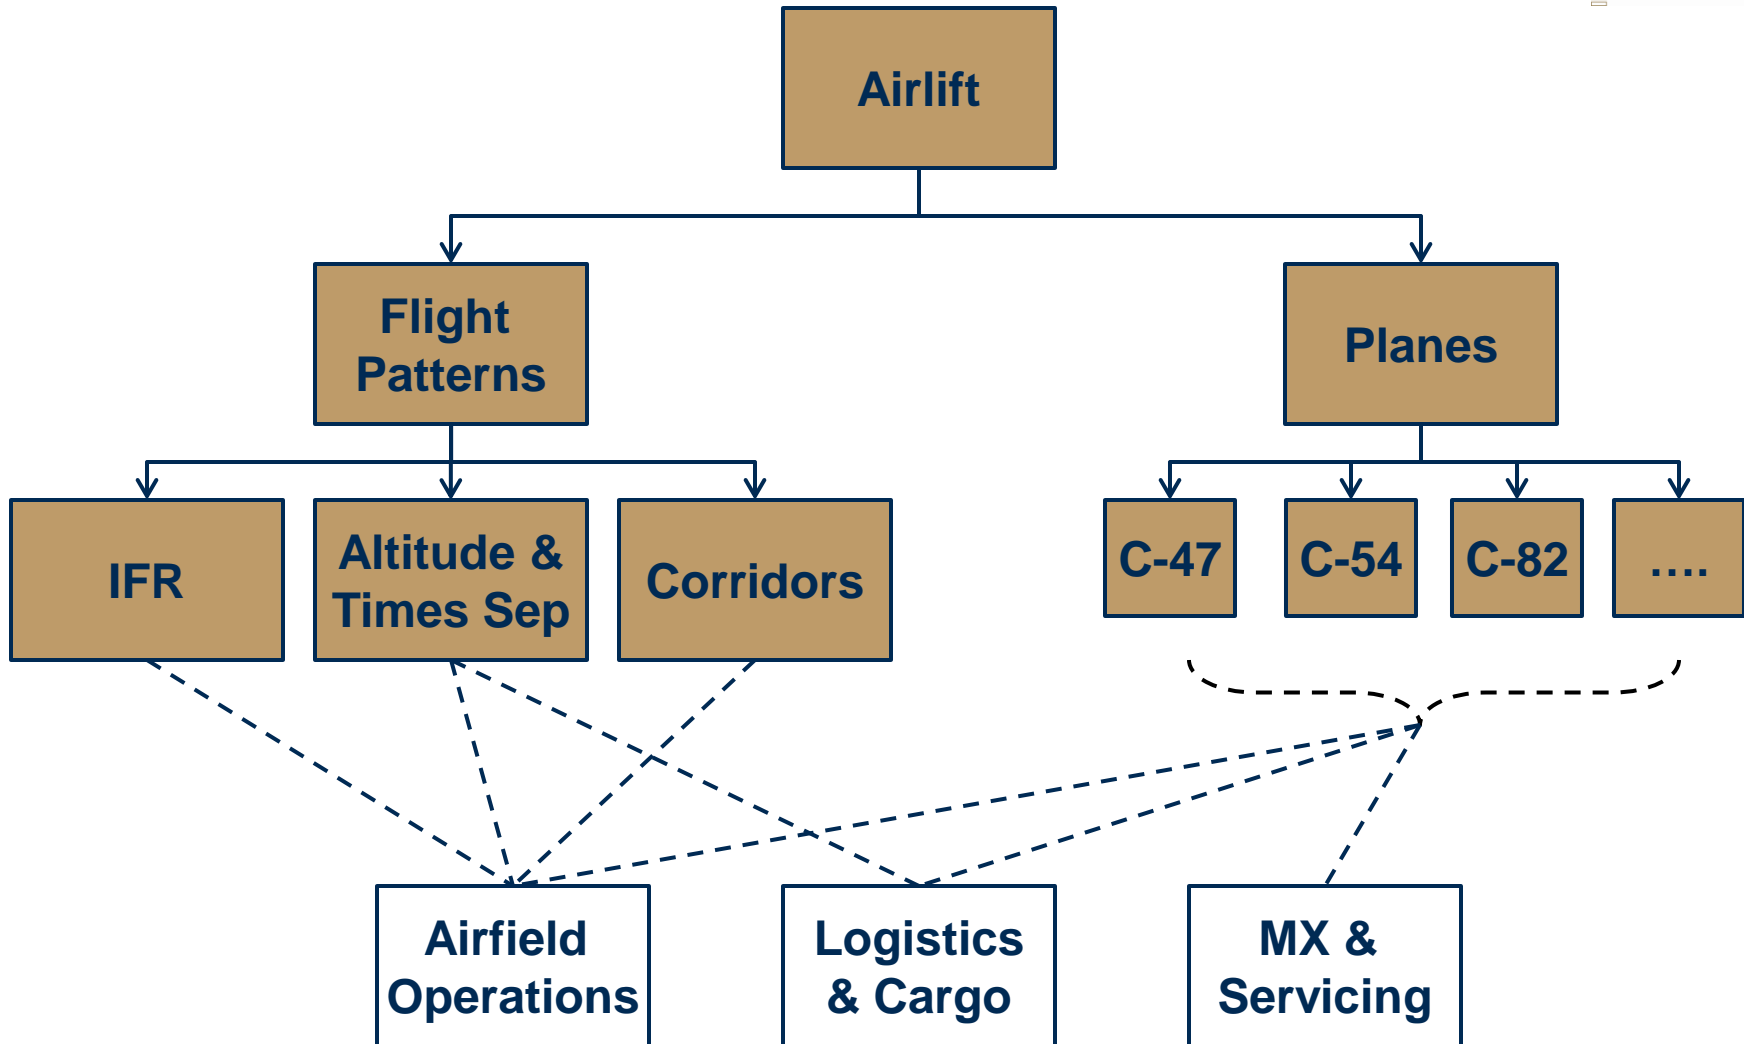 Airlift
Flight
Patterns
Planes
IFR
Altitude &
Times Sep
Corridors
C-47
C-54
C-82
....
Airfield
Operations
Logistics
& Cargo
MX &
Servicing